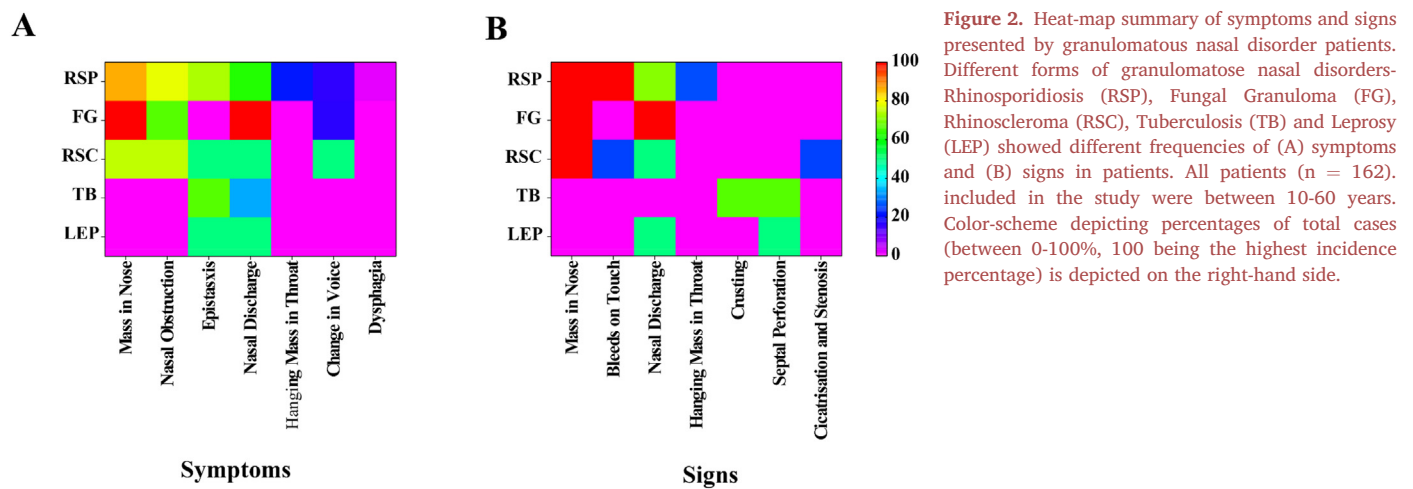 A
RSP
FG
RSC
TB
LEP
Mass in Nose
Nasal Obstruction
Epistasxis
Nasal Discharge
Hanging Mass in Throat
Change in Voice
Dysphagia
Symptoms
B
RSP
FG
RSC
TB
LEP
Mass in Nose
Bleeds on Touch
Nasal Discharge
Hanging Mass in Throat
Crusting
Septal Perforation
Cicatrisation and Stenosis
Signs
100
80
60
40
20
0
Figure 2. Heat-map summary of symptoms and signs
presented by granulomatous nasal disorder patients.
Different forms of granulomatose nasal disorders-
Rhinosporidiosis (RSP), Fungal Granuloma (FG),
Rhinoscleroma (RSC), Tuberculosis (TB) and Leprosy
(LEP) showed different frequencies of (A) symptoms
and (B) signs in patients. All patients (n = 162).
included in the study were between 10-60 years.
Color-scheme depicting percentages of total cases
(between 0-100%, 100 being the highest incidence
percentage) is depicted on the right-hand side.